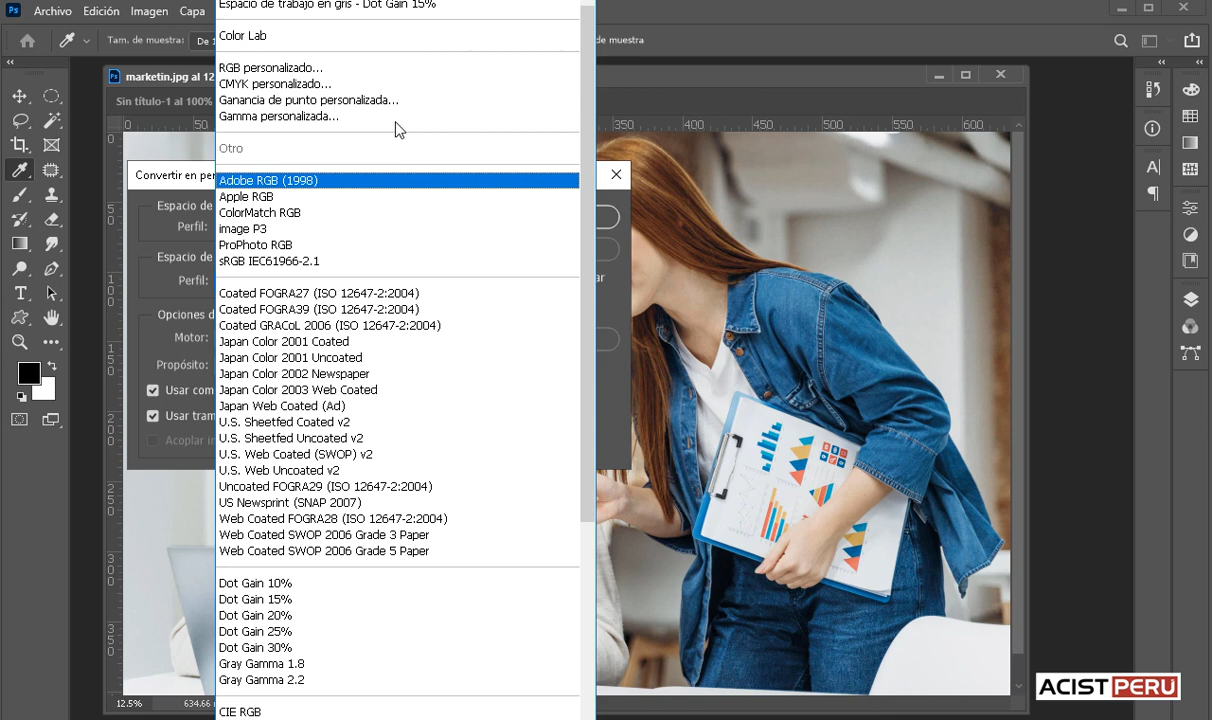 Archivo Edición Imagen Capa
Espacio de trabajo en gris - Dot Gain 15%
Tam. de muestra: De 1
de muestra
Color Lab
marketin.jpg al 12
Sin título-1 al 100%
RGB personalizado...
CMYK personalizado...
Ganancia de punto personalizada...
Gamma personalizada...
0 50 350 400 450 500 550 600
Otro
Convertir en per
Adobe RGB (1998)
Apple RGB
Espacio de
ColorMatch RGB
Perfil:
image P3
ProPhoto RGB
Espacio de
sRGB IEC61966-2.1
Perfil:
ar
Coated FOGRA27 (ISO 12647-2:2004)
Coated FOGRA39 (ISO 12647-2:2004)
Opciones d
Coated GRACoL 2006 (ISO 12647-2:2004)
Motor:
Japan Color 2001 Coated
Japan Color 2001 Uncoated
Propósito:
Japan Color 2002 Newspaper
Usar com
Japan Color 2003 Web Coated
Japan Web Coated (Ad)
Usar tram
U.S. Sheetfed Coated v2
U.S. Sheetfed Uncoated v2
Acoplar i
U.S. Web Coated (SWOP) v2
U.S. Web Uncoated v2
Uncoated FOGRA29 (ISO 12647-2:2004)
US Newsprint (SNAP 2007)
Web Coated FOGRA28 (ISO 12647-2:2004)
Web Coated SWOP 2006 Grade 3 Paper
Web Coated SWOP 2006 Grade 5 Paper
Dot Gain 10%
Dot Gain 15%
Dot Gain 20%
Dot Gain 25%
Dot Gain 30%
Gray Gamma 1.8
Gray Gamma 2.2
12.5% 634.66
CIE RGB
ACIST PERÚ